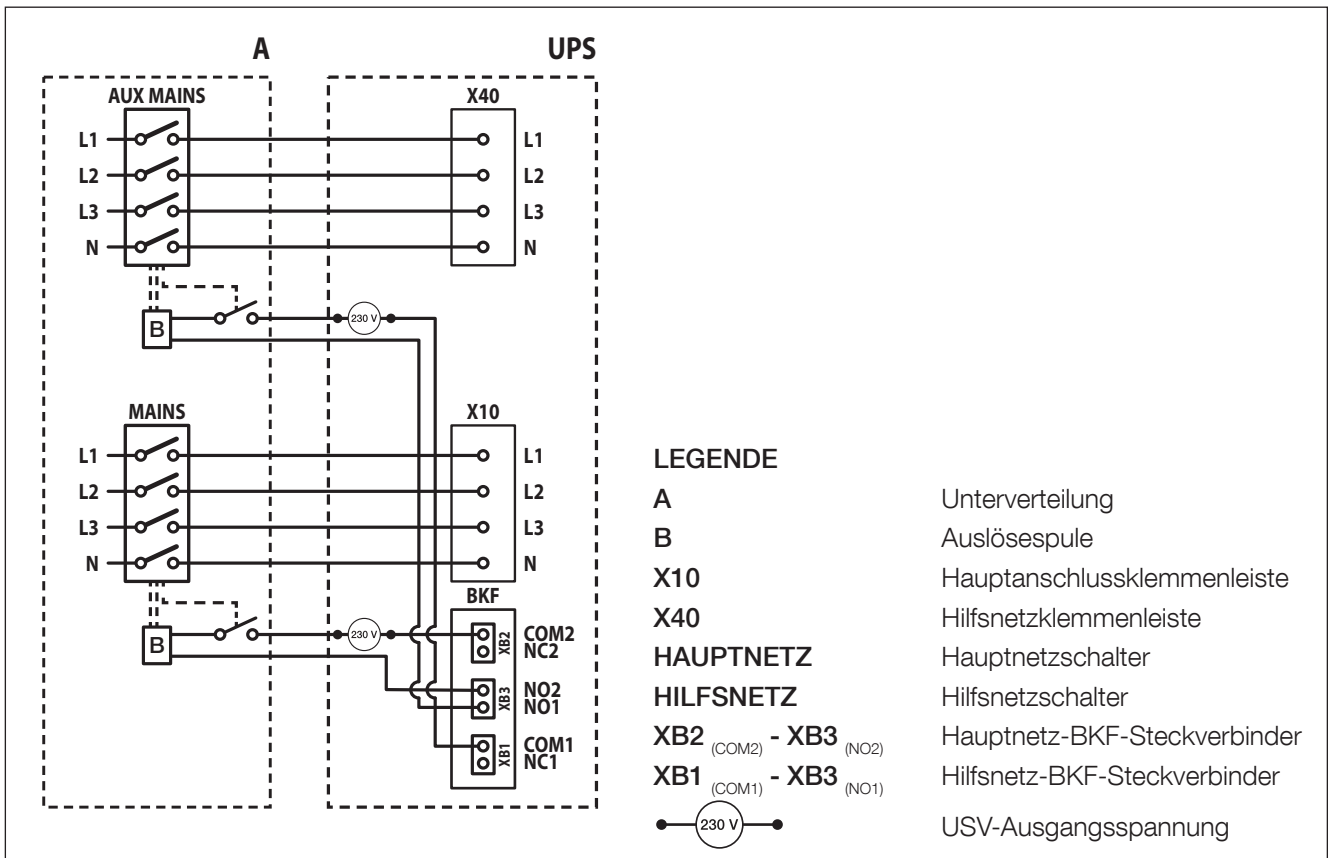 A UPS
AUX MAINS X40
L1 L1
L2 L2
L3 L3
N N
B 230 V
MAINS X10
L1 L1
L2 L2
L3 L3
N N
BKF
B 230 V XB2 COM2
NC2
XB3 NO2
NO1
XB1 COM1
NC1
LEGENDE
A Unterverteilung
B Auslösespule
X10 Hauptanschlussklemmenleiste
X40 Hilfsnetzklemmenleiste
HAUPTNETZ Hauptnetzschalter
HILFSNETZ Hilfsnetzschalter
XB2 (COM2) - XB3 (NO2) Hauptnetz-BKF-Steckverbinder
XB1 (COM1) - XB3 (NO1) Hilfsnetz-BKF-Steckverbinder
230 V USV-Ausgangsspannung